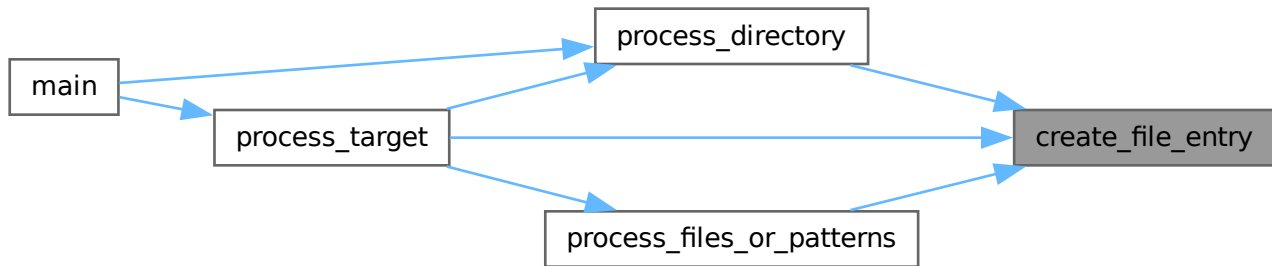 process_directory
main
process_target
create_file_entry
process_files_or_patterns